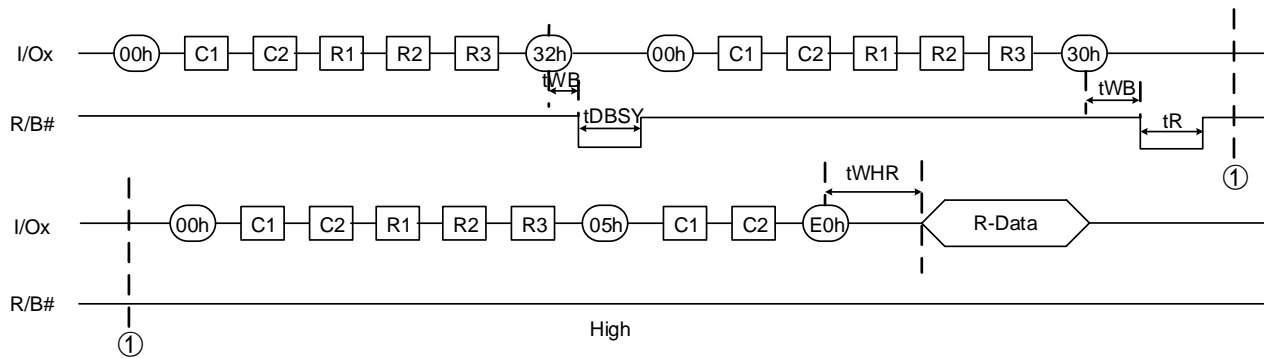 I/Ox 00h C1 C2 R1 R2 R3 32h 00h C1 C2 R1 R2 R3 30h
tWB tWB
R/B# tDBSY tR
①
tWHR
I/Ox 00h C1 C2 R1 R2 R3 05h C1 C2 E0h R-Data
R/B#
① High